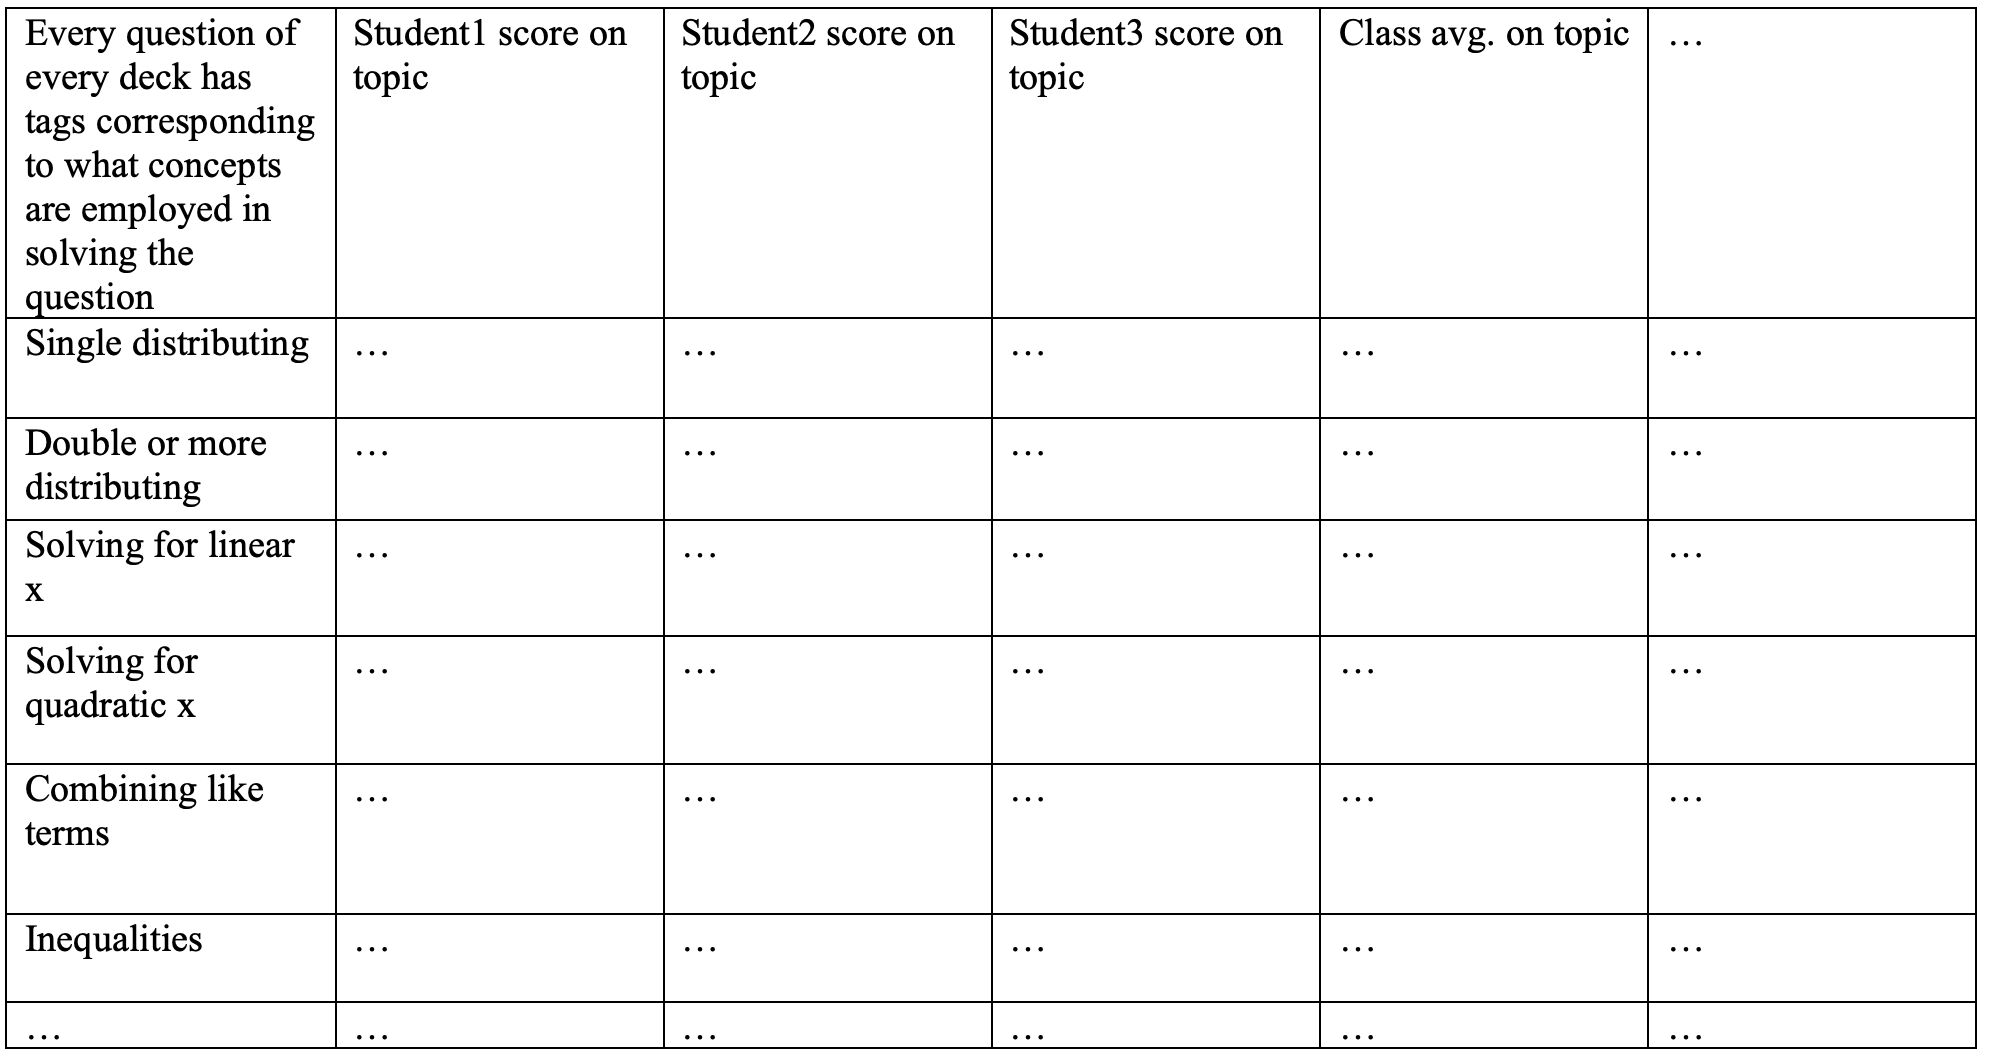 Every question of
every deck has
tags corresponding
to what concepts
are employed in
solving the
question
Student1 score on
topic
Student2 score on
topic
Student3 score on
topic
Class avg. on topic
…
Single distributing
…
…
…
…
…
Double or more
distributing
…
…
…
…
…
Solving for linear
x
…
…
…
…
…
Solving for
quadratic x
…
…
…
…
…
Combining like
terms
…
…
…
…
…
Inequalities
…
…
…
…
…
…
…
…
…
…
…